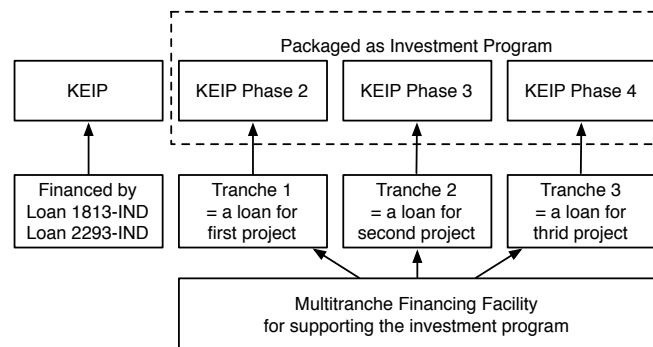 Packaged as Investment Program
KEIP
KEIP Phase 2
KEIP Phase 3
KEIP Phase 4
Financed by
Loan 1813-IND
Loan 2293-IND
Tranche 1
= a loan for
first project
Tranche 2
= a loan for
second project
Tranche 3
= a loan for
thrid project
Multitranche Financing Facility
for supporting the investment program